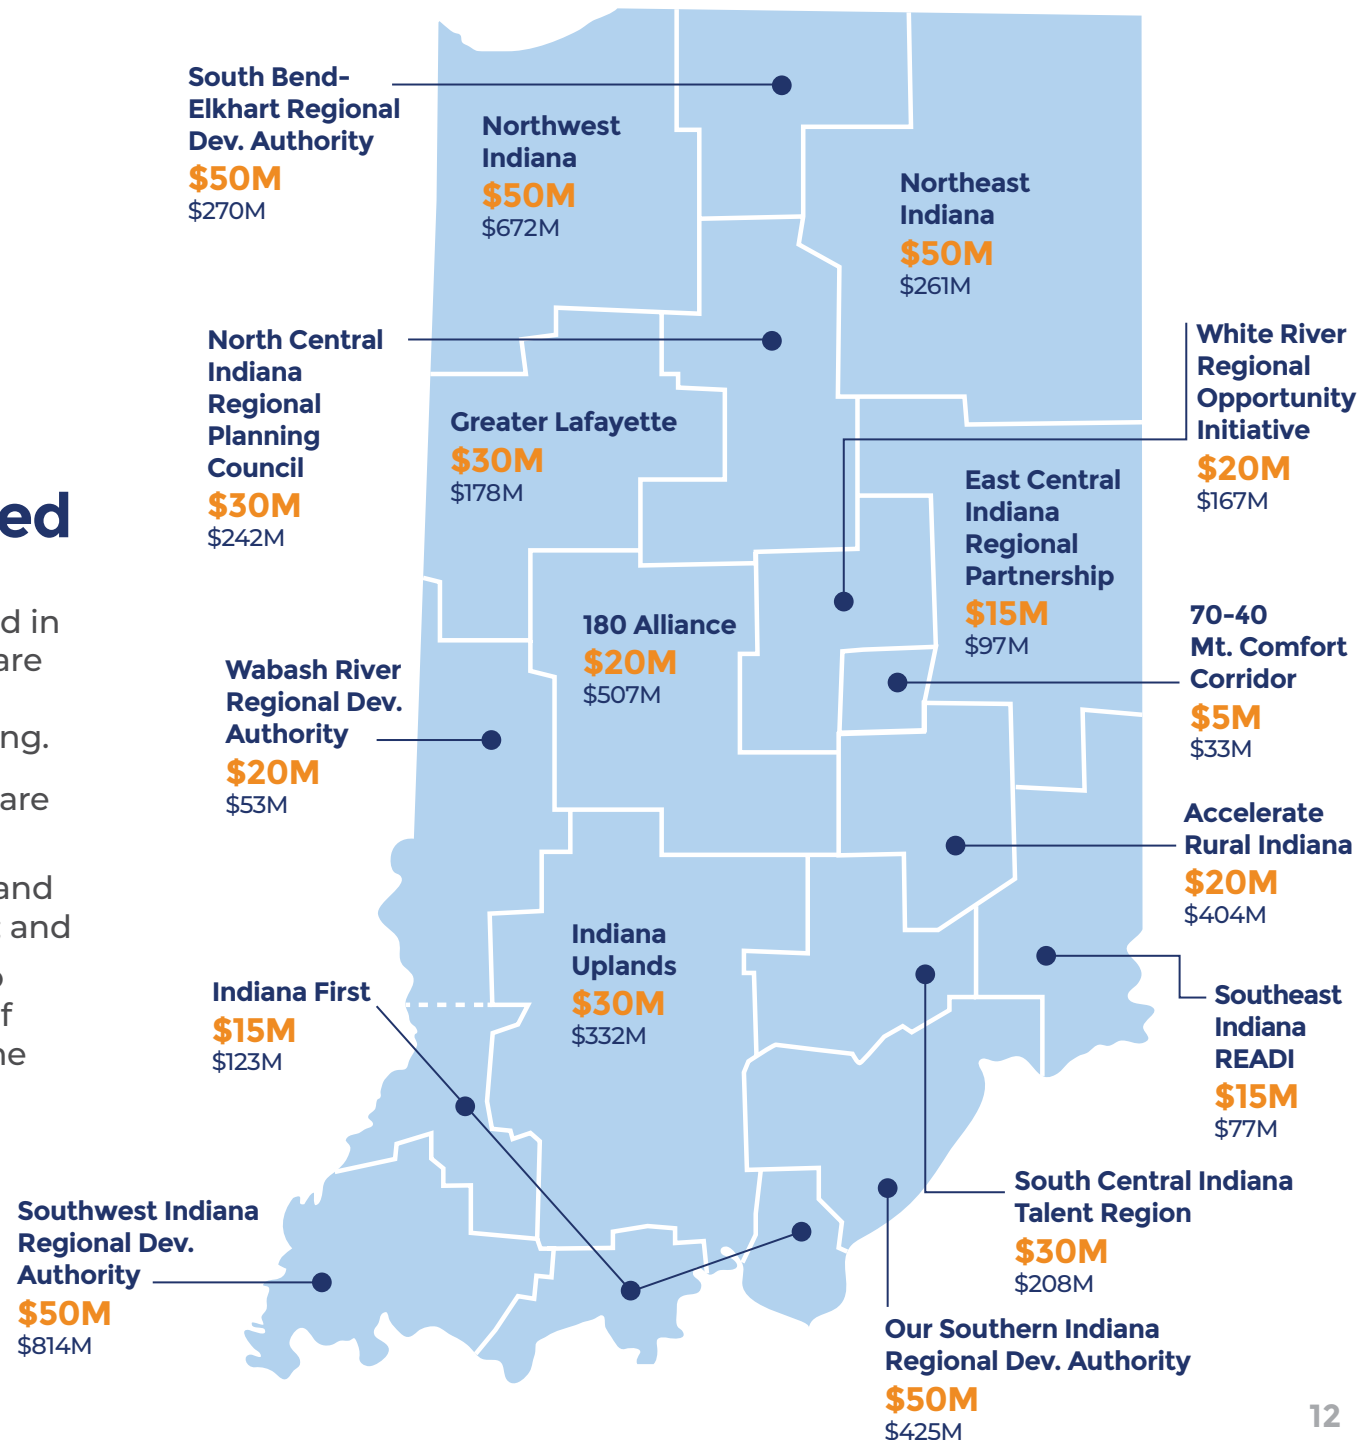 South Bend-
Elkhart Regional
Dev. Authority
$50M
$270M
Northwest
Indiana
$50M
$672M
Northeast
Indiana
$50M
$261M
North Central
Indiana
Regional
Planning
Council
$30M
$242M
Greater Lafayette
$30M
$178M
White River
Regional
Opportunity
Initiative
$20M
$167M
East Central
Indiana
Regional
Partnership
$15M
$97M
ed
d in
are
ng.
are
and
and
f
ne
180 Alliance
$20M
$507M
70-40
Mt. Comfort
Corridor
$5M
$33M
Wabash River
Regional Dev.
Authority
$20M
$53M
Accelerate
Rural Indiana
$20M
$404M
Indiana
Uplands
$30M
$332M
Indiana First
$15M
$123M
Southeast
Indiana
READI
$15M
$77M
South Central Indiana
Talent Region
$30M
$208M
Southwest Indiana
Regional Dev.
Authority
$50M
$814M
Our Southern Indiana
Regional Dev. Authority
$50M
$425M
12